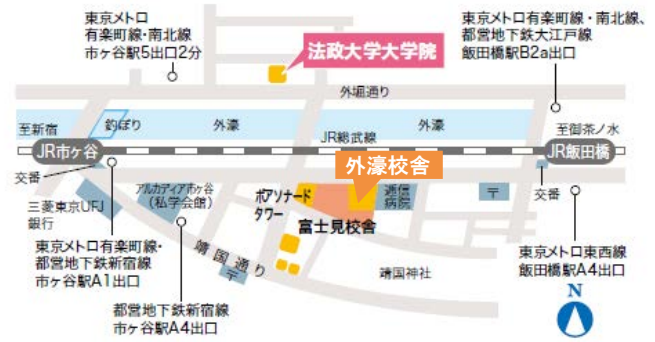 東京メトロ
有楽町線・南北線
市ヶ谷駅5出口2分
法政大学大学院
東京メトロ有楽町線・南北線、
都営地下鉄大江戸線
飯田橋駅B2a出口
外堀通り
至新宿
釣ぼり
外濠
JR総武線
外濠
至御茶ノ水
JR市ヶ谷
JR飯田橋
外濠校舎
交番
三菱東京UFJ
銀行
アルカディア市ヶ谷
(私学会館)
ボアソナード
タワー
逓信
病院
〒
交番
富士見校舎
東京メトロ有楽町線・
都営地下鉄新宿線
市ヶ谷駅A1出口
靖国通り
〒
靖国神社
東京メトロ東西線
飯田橋駅A4出口
都営地下鉄新宿線
市ヶ谷駅A4出口
N